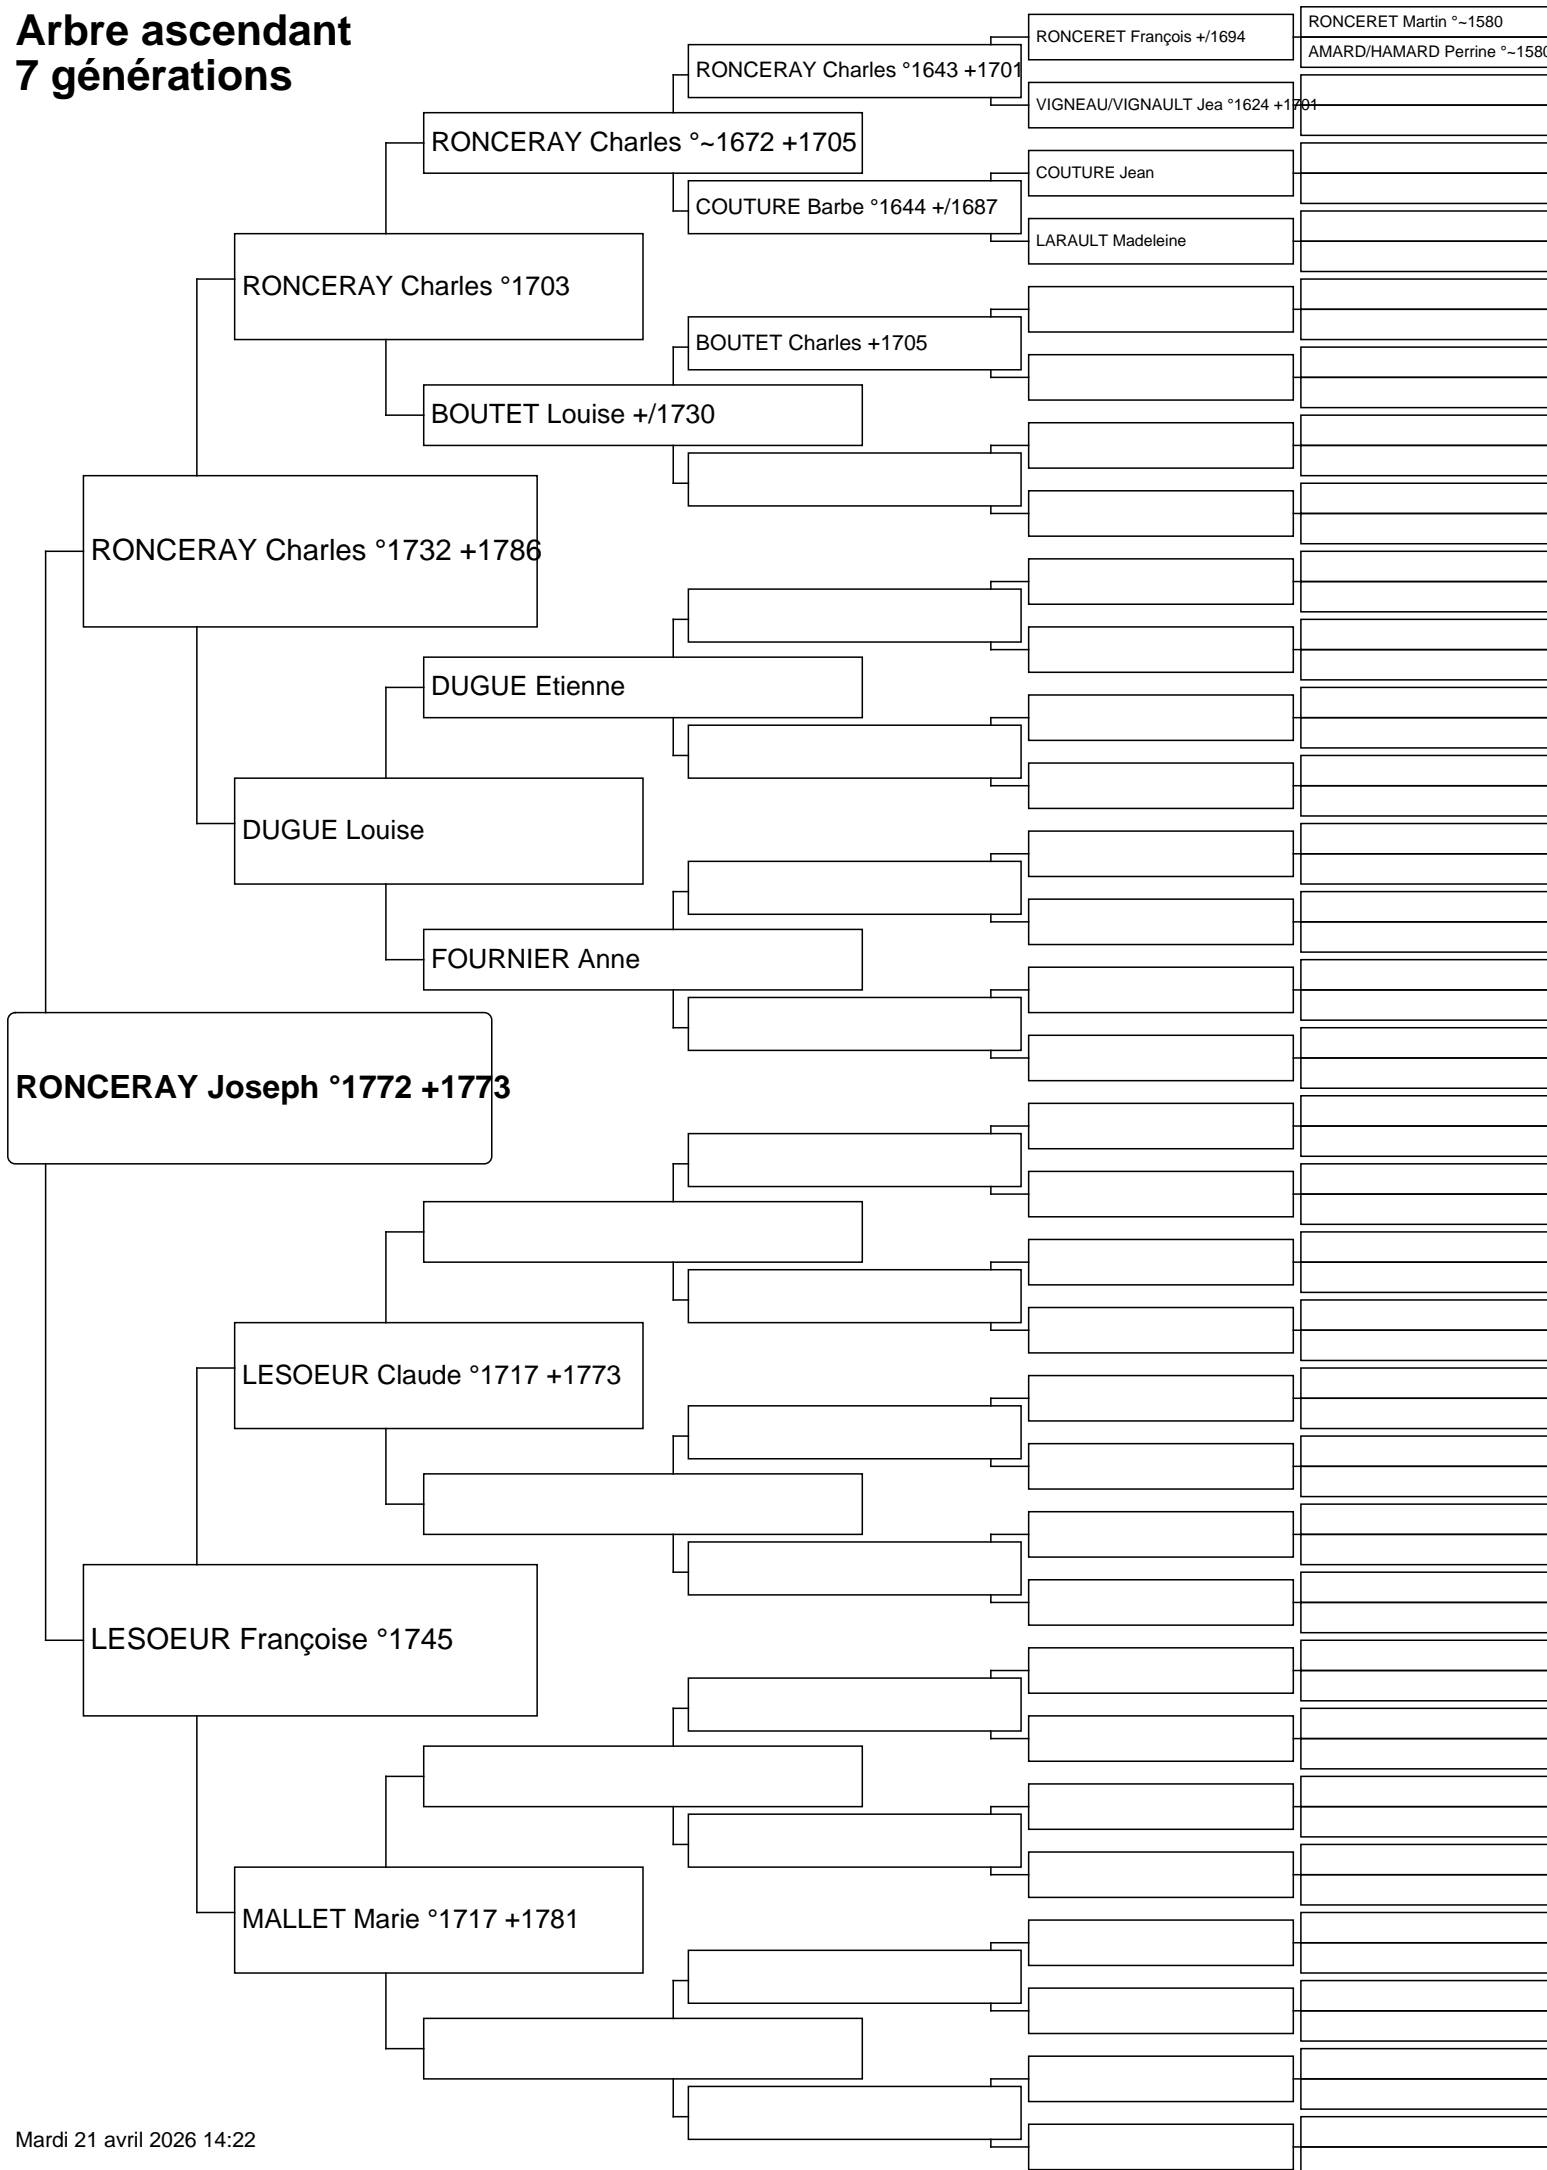 Arbre ascendant
7 générations
RONCERET Martin °~1580
AMARD/HAMARD Perrine °~1580
RONCERET François +/1694
RONCERAY Charles °1643 +1701
VIGNEAU/VIGNAULT Jea °1624 +1701
RONCERAY Charles °~1672 +1705
COUTURE Jean
COUTURE Barbe °1644 +/1687
LARAULT Madeleine
RONCERAY Charles °1703
BOUTET Charles +1705
BOUTET Louise +/1730
RONCERAY Charles °1732 +1786
DUGUE Etienne
DUGUE Louise
FOURNIER Anne
RONCERAY Joseph °1772 +1773
LESOEUR Claude °1717 +1773
LESOEUR Françoise °1745
MALLET Marie °1717 +1781
Mardi 21 avril 2026 14:22